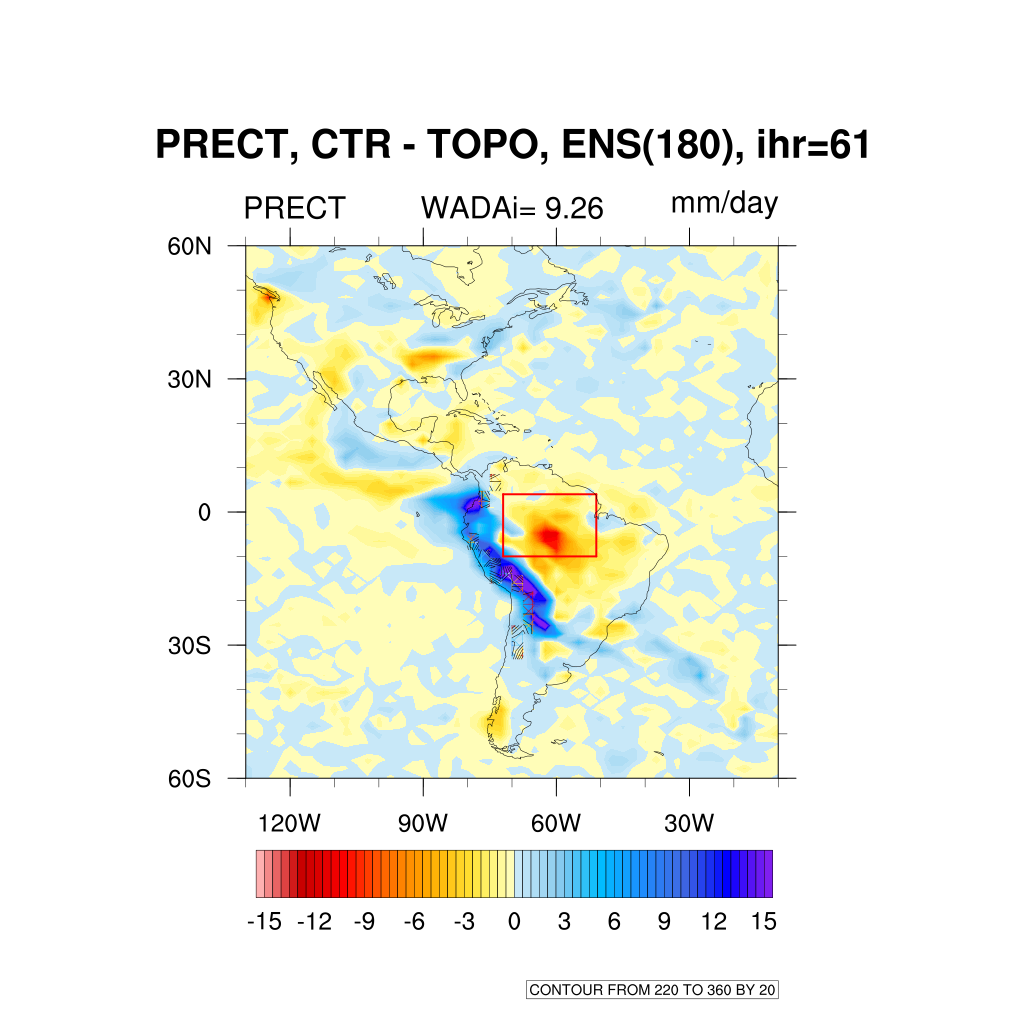 PRECT, CTR - TOPO, ENS(180), ihr=61
PRECT WADAi= 9.26 mm/day
60N
30N
0
30S
60S
120W 90W 60W 30W
-15 -12 -9 -6 -3 0 3 6 9 12 15
CONTOUR FROM 220 TO 360 BY 20